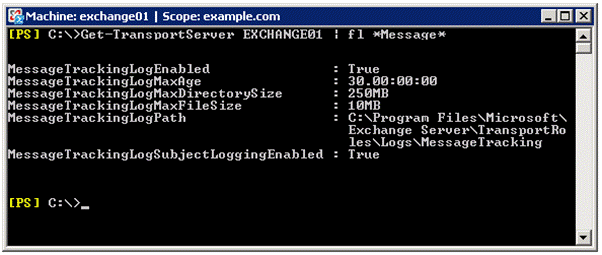 Machine: exchange01 | Scope: example.com
[PS] C:\>Get-TransportServer EXCHANGE01 | fl *Message*
MessageTrackingLogEnabled : True
MessageTrackingLogMaxAge : 30.00:00:00
MessageTrackingLogMaxDirectorySize : 250MB
MessageTrackingLogMaxFileSize : 10MB
MessageTrackingLogPath : C:\Program Files\Microsoft\
Exchange Server\TransportRo
les\Logs\MessageTracking
MessageTrackingLogSubjectLoggingEnabled : True
[PS] C:\>_